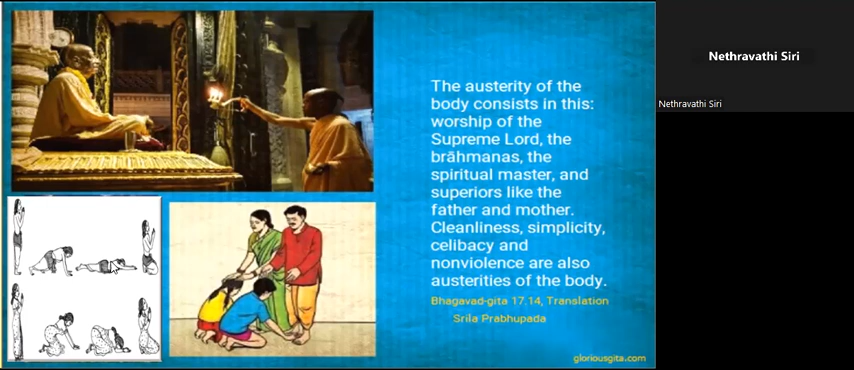 The austerity of the
body consists in this:
worship of the
Supreme Lord, the
brāhmanas, the
spiritual master, and
superiors like the
father and mother.
Cleanliness, simplicity,
celibacy and
nonviolence are also
austerities of the body.
Bhagavad-gita 17.14, Translation
Srila Prabhupada
gloriousgita.com
Nethravathi Siri
Nethravathi Siri